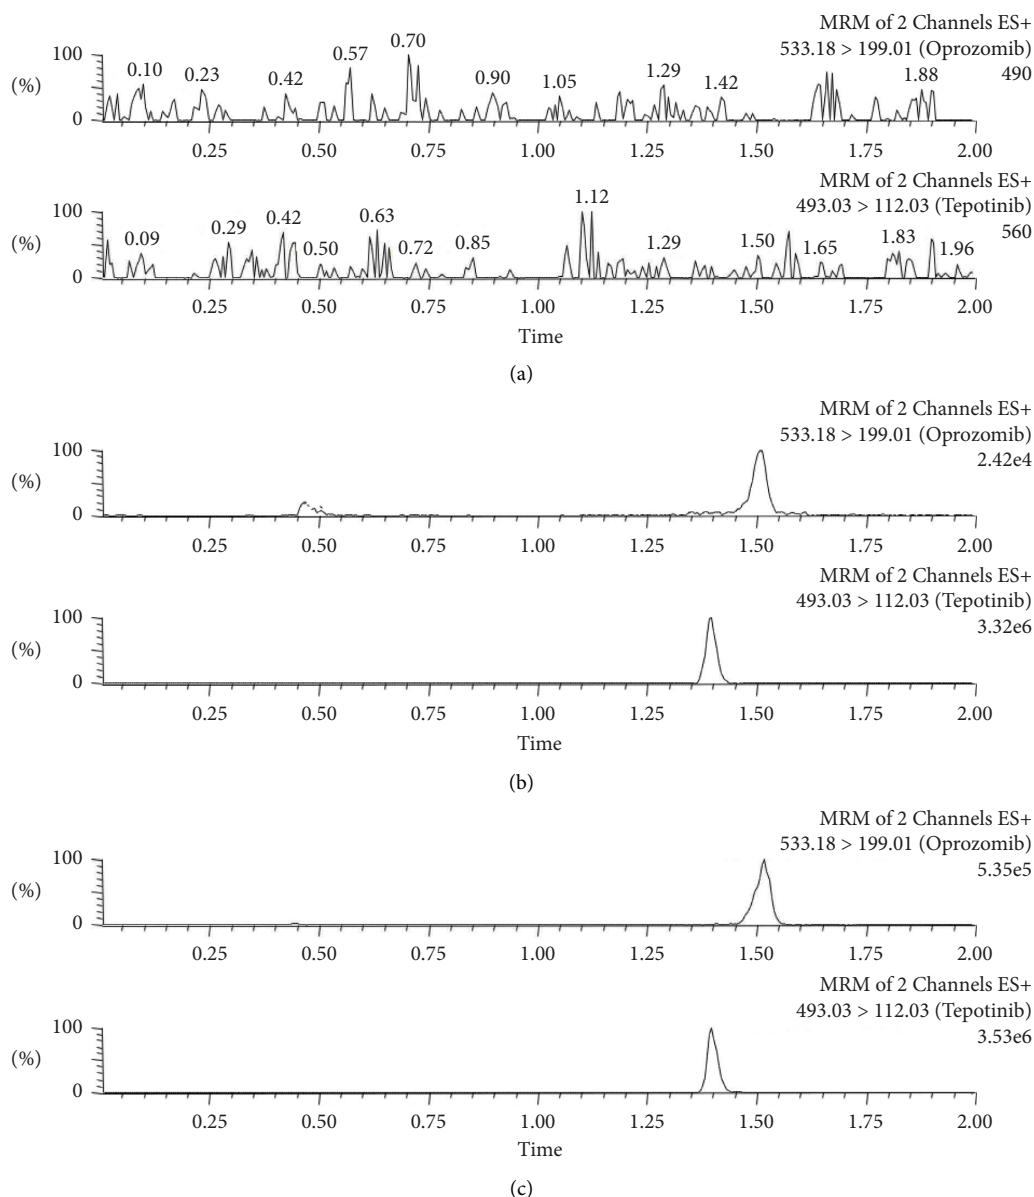 MRM of 2 Channels ES+
533.18 > 199.01 (Oprozomib)
490
(%)
100
0
0.10 0.23 0.42 0.57 0.70 0.90 1.05 1.29 1.42 1.88
0.25 0.50 0.75 1.00 1.25 1.50 1.75 2.00
MRM of 2 Channels ES+
493.03 > 112.03 (Tepotinib)
560
(%)
100
0
0.09 0.29 0.42 0.50 0.63 0.72 0.85 1.12 1.29 1.50 1.65 1.83 1.96
0.25 0.50 0.75 1.00 1.25 1.50 1.75 2.00
Time
(a)
MRM of 2 Channels ES+
533.18 > 199.01 (Oprozomib)
2.42e4
(%)
100
0
0.25 0.50 0.75 1.00 1.25 1.50 1.75 2.00
MRM of 2 Channels ES+
493.03 > 112.03 (Tepotinib)
3.32e6
(%)
100
0
0.25 0.50 0.75 1.00 1.25 1.50 1.75 2.00
Time
(b)
MRM of 2 Channels ES+
533.18 > 199.01 (Oprozomib)
5.35e5
(%)
100
0
0.25 0.50 0.75 1.00 1.25 1.50 1.75 2.00
MRM of 2 Channels ES+
493.03 > 112.03 (Tepotinib)
3.53e6
(%)
100
0
0.25 0.50 0.75 1.00 1.25 1.50 1.75 2.00
Time
(c)